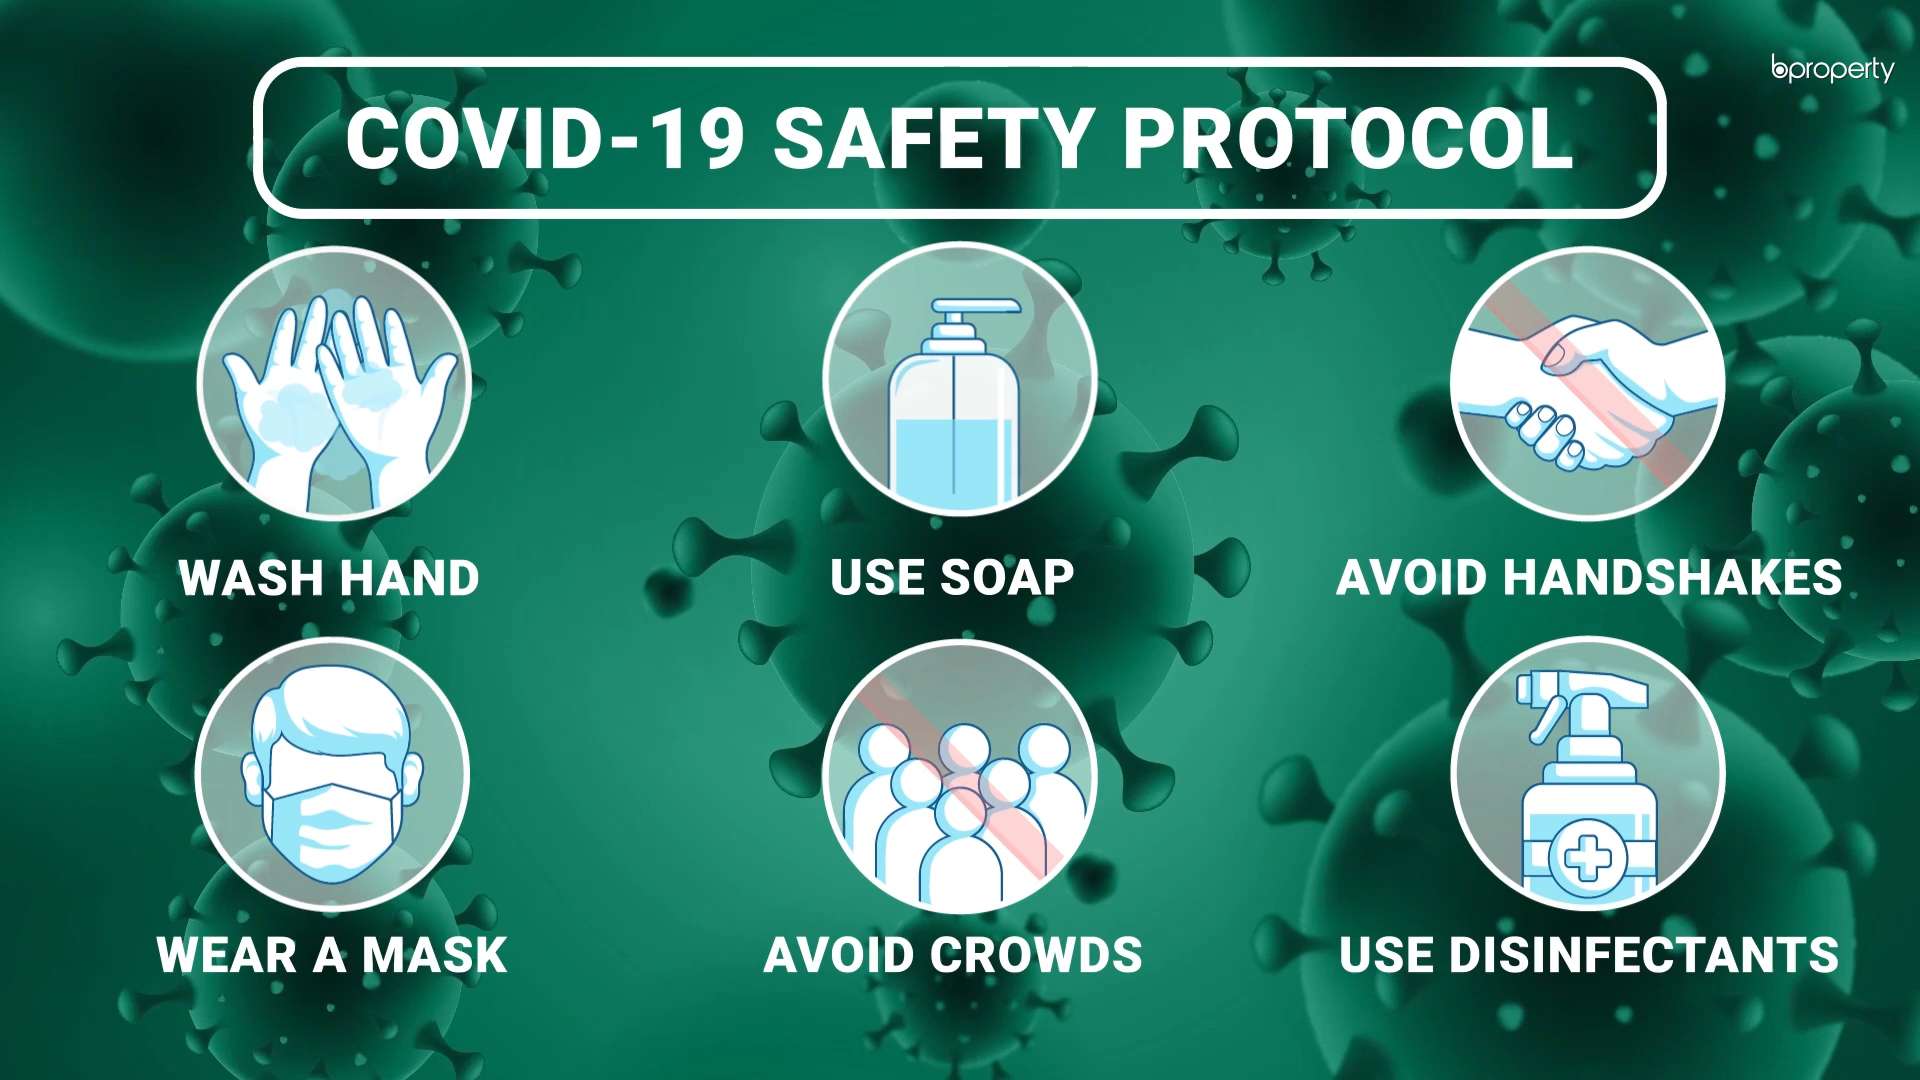 bproperty
COVID-19 SAFETY PROTOCOL
WASH HAND
USE SOAP
AVOID HANDSHAKES
WEAR A MASK
AVOID CROWDS
USE DISINFECTANTS